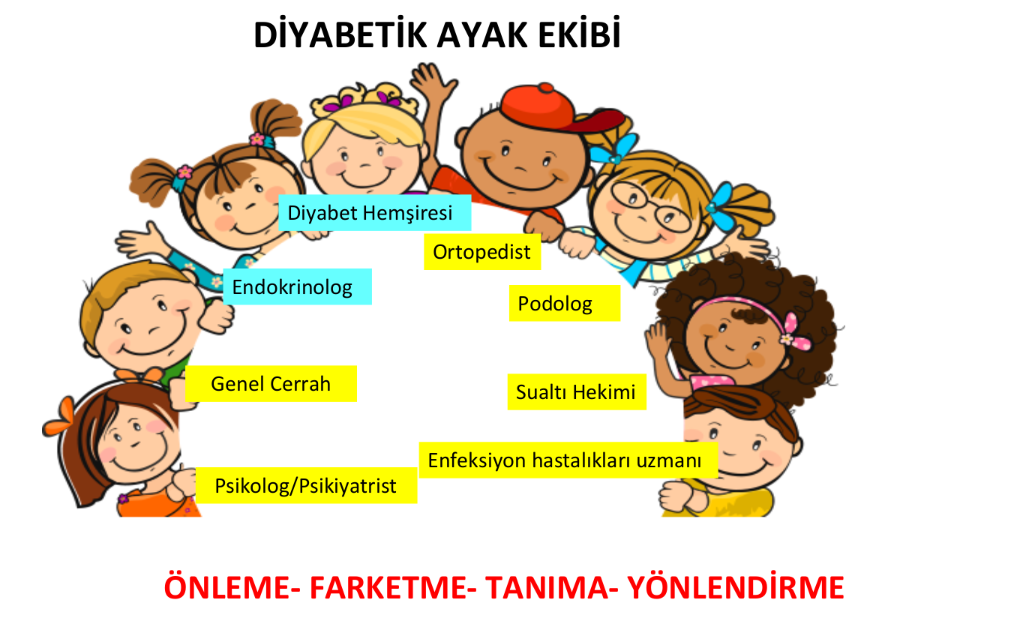 DİYABETİK AYAK EKİBİ
Diyabet Hemşiresi
Ortopedist
Endokrinolog
Podolog
Genel Cerrah
Sualtı Hekimi
Enfeksiyon hastalıkları uzmanı
Psikolog/Psikiyatrist
ÖNLEME- FARKETME- TANIMA- YÖNLENDİRME